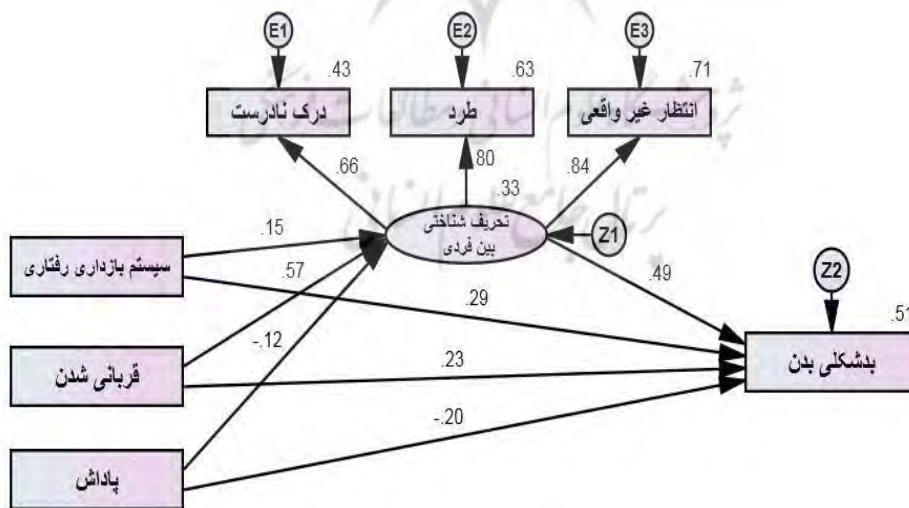 E1 E2 E3
.43 .63 .71
درک نادرست طرد انتظار غیر واقعی
.66 80 .84
.33
تحریف شناختی
بین فردی
Z1
.15
سیستم بازداری رفتاری
.57
.49
.29
Z2
.51
-.12
بدشکلی بدن
قربانی شدن
.23
-.20
پاداش